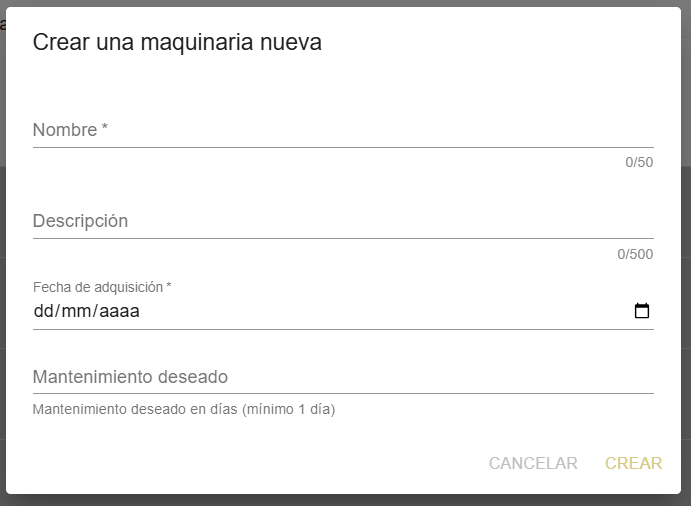 Crear una maquinaria nueva
Nombre *
0/50
Descripción
0/500
Fecha de adquisición *
dd/mm/aaaa
Mantenimiento deseado
Mantenimiento deseado en días (mínimo 1 día)
CANCELAR CREAR